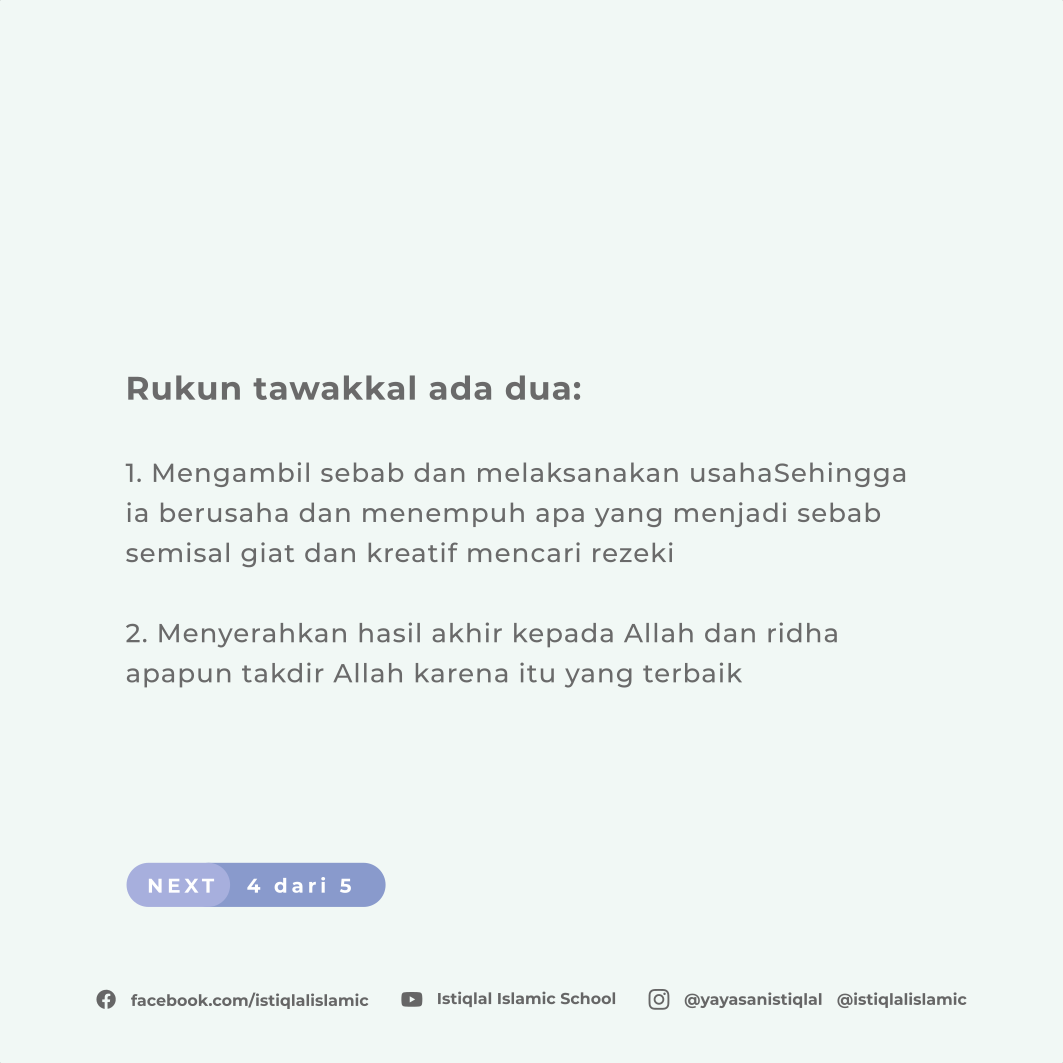 Rukun tawakkal ada dua:
1. Mengambil sebab dan melaksanakan usahaSehingga
ia berusaha dan menempuh apa yang menjadi sebab
semisal giat dan kreatif mencari rezeki
2. Menyerahkan hasil akhir kepada Allah dan ridha
apapun takdir Allah karena itu yang terbaik
NEXT 4 dari 5
facebook.com/istiqlalislamic Istiqlal Islamic School @yayasanistiqlal @istiqlalislamic